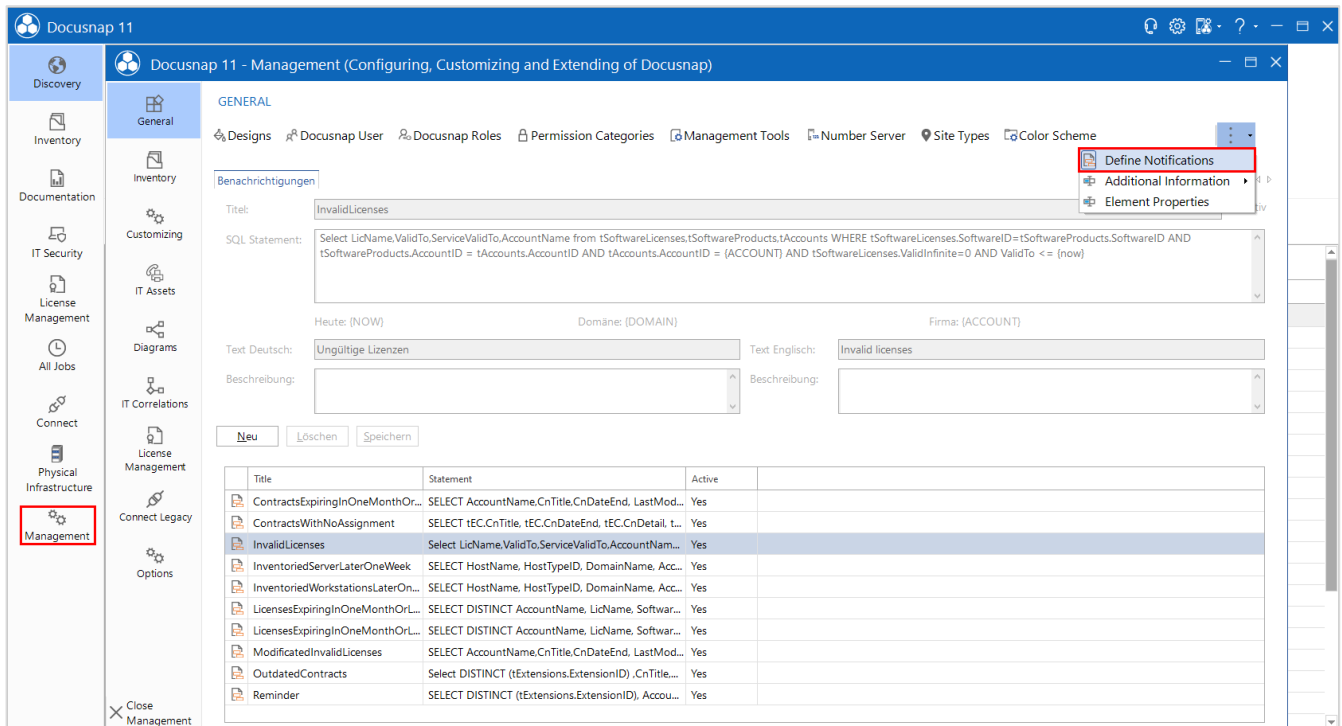 Docusnap 11
Discovery
Inventory
Documentation
IT Security
License
Management
All Jobs
Connect
Physical
Infrastructure
Management
Docusnap 11 - Management (Configuring, Customizing and Extending of Docusnap)
General
Inventory
Customizing
IT Assets
Diagrams
IT Correlations
License
Management
Connect Legacy
Options
Close
Management
GENERAL
Designs Docusnap User Docusnap Roles Permission Categories Management Tools Number Server Site Types Color Scheme
Define Notifications
Additional Information
Element Properties
Benachrichtigungen
Titel: InvalidLicenses
SQL Statement: Select LicName,ValidTo,ServiceValidTo,AccountName from tSoftwareLicenses,tSoftwareProducts,tAccounts WHERE tSoftwareLicenses.SoftwareID=tSoftwareProducts.SoftwareID AND
tSoftwareProducts.AccountID = tAccounts.AccountID AND tAccounts.AccountID = {ACCOUNT} AND tSoftwareLicenses.ValidInfinite=0 AND ValidTo <= {now}
Heute: {NOW} Domäne: {DOMAIN} Firma: {ACCOUNT}
Text Deutsch: Ungültige Lizenzen Text Englisch: Invalid licenses
Beschreibung: Beschreibung:
Neu Löschen Speichern
Title Statement Active
ContractsExpiringInOneMonthOr... SELECT AccountName,CnTitle,CnDateEnd, LastMod... Yes
ContractsWithNoAssignment SELECT tEC.CnTitle, tEC.CnDateEnd, tEC.CnDetail, t... Yes
InvalidLicenses Select LicName,ValidTo,ServiceValidTo,AccountNam... Yes
InventoriedServerLaterOneWeek SELECT HostName, HostTypeID, DomainName, Acc... Yes
InventoriedWorkstationsLaterOn... SELECT HostName, HostTypeID, DomainName, Acc... Yes
LicensesExpiringInOneMonthOrL... SELECT DISTINCT AccountName, LicName, Softwar... Yes
LicensesExpiringInOneMonthOrL... SELECT DISTINCT AccountName, LicName, Softwar... Yes
ModificatedInvalidLicenses SELECT AccountName,CnTitle,CnDateEnd, LastMod... Yes
OutdatedContracts Select DISTINCT (tExtensions.ExtensionID) ,CnTitle,... Yes
Reminder SELECT DISTINCT (tExtensions.ExtensionID), Accou... Yes